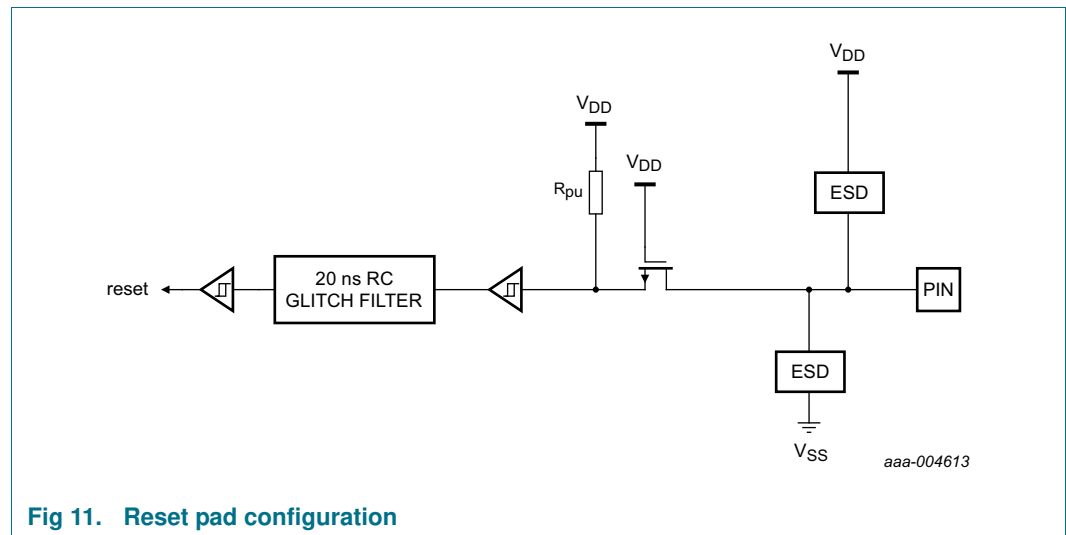 VDD
VDD
VDD
Rpu
ESD
reset
20 ns RC
GLITCH FILTER
PIN
ESD
VSS
aaa-004613
Fig 11. Reset pad configuration